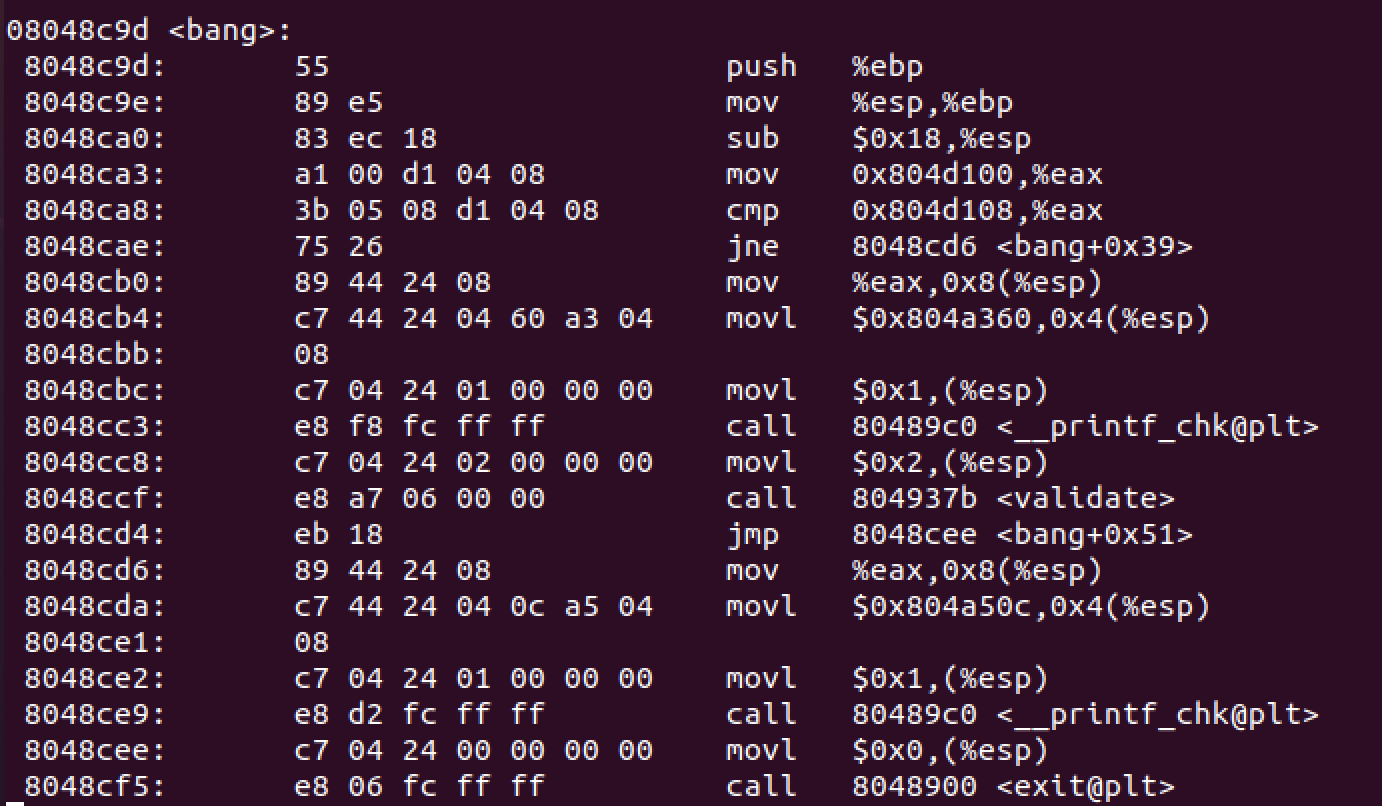 08048c9d <bang>:
 8048c9d:	55	push   %ebp
 8048c9e:	89 e5	mov    %esp,%ebp
 8048ca0:	83 ec 18	sub    $0x18,%esp
 8048ca3:	a1 00 d1 04 08	mov    0x804d100,%eax
 8048ca8:	3b 05 08 d1 04 08	cmp    0x804d108,%eax
 8048cae:	75 26	jne    8048cd6 <bang+0x39>
 8048cb0:	89 44 24 08	mov    %eax,0x8(%esp)
 8048cb4:	c7 44 24 04 60 a3 04	movl   $0x804a360,0x4(%esp)
 8048cbb:	08
 8048cbc:	c7 04 24 01 00 00 00	movl   $0x1,(%esp)
 8048cc3:	e8 f8 fc ff ff	call   80489c0 <__printf_chk@plt>
 8048cc8:	c7 04 24 02 00 00 00	movl   $0x2,(%esp)
 8048ccf:	e8 a7 06 00 00	call   804937b <validate>
 8048cd4:	eb 18	jmp    8048cee <bang+0x51>
 8048cd6:	89 44 24 08	mov    %eax,0x8(%esp)
 8048cda:	c7 44 24 04 0c a5 04	movl   $0x804a50c,0x4(%esp)
 8048ce1:	08
 8048ce2:	c7 04 24 01 00 00 00	movl   $0x1,(%esp)
 8048ce9:	e8 d2 fc ff ff	call   80489c0 <__printf_chk@plt>
 8048cee:	c7 04 24 00 00 00 00	movl   $0x0,(%esp)
 8048cf5:	e8 06 fc ff ff	call   8048900 <exit@plt>